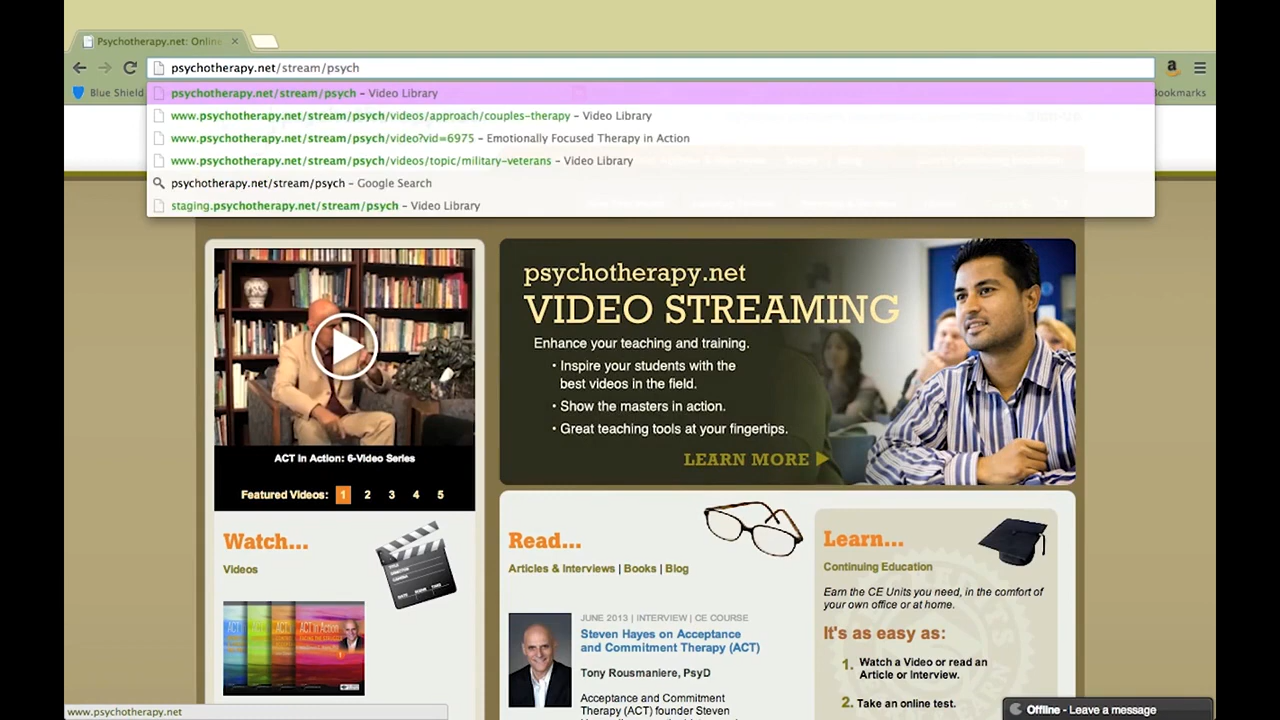 Psychotherapy.net: Online
psychotherapy.net/stream/psych
Blue Shield
psychotherapy.net/stream/psych – Video Library
Bookmarks
www.psychotherapy.net/stream/psych/videos/approach/couples-therapy – Video Library
www.psychotherapy.net/stream/psych/video?vid=6975 – Emotionally Focused Therapy in Action
www.psychotherapy.net/stream/psych/videos/topic/military-veterans – Video Library
psychotherapy.net/stream/psych – Google Search
staging.psychotherapy.net/stream/psych – Video Library
ACT in Action: 6-Video Series
Featured Videos: 1 2 3 4 5
psychotherapy.net
VIDEO STREAMING
Enhance your teaching and training.
• Inspire your students with the
best videos in the field.
• Show the masters in action.
• Great teaching tools at your fingertips.
LEARN MORE
Watch...
Videos
Read...
Articles & Interviews | Books | Blog
JUNE 2013 | INTERVIEW | CE COURSE
Steven Hayes on Acceptance
and Commitment Therapy (ACT)
Tony Rousmaniere, PsyD
Acceptance and Commitment
Therapy (ACT) founder Steven
Learn...
Continuing Education
Earn the CE Units you need, in the comfort of
your own office or at home.
It's as easy as:
1. Watch a Video or read an
Article or Interview.
2. Take an online test.
www.psychotherapy.net
Offline - Leave a message